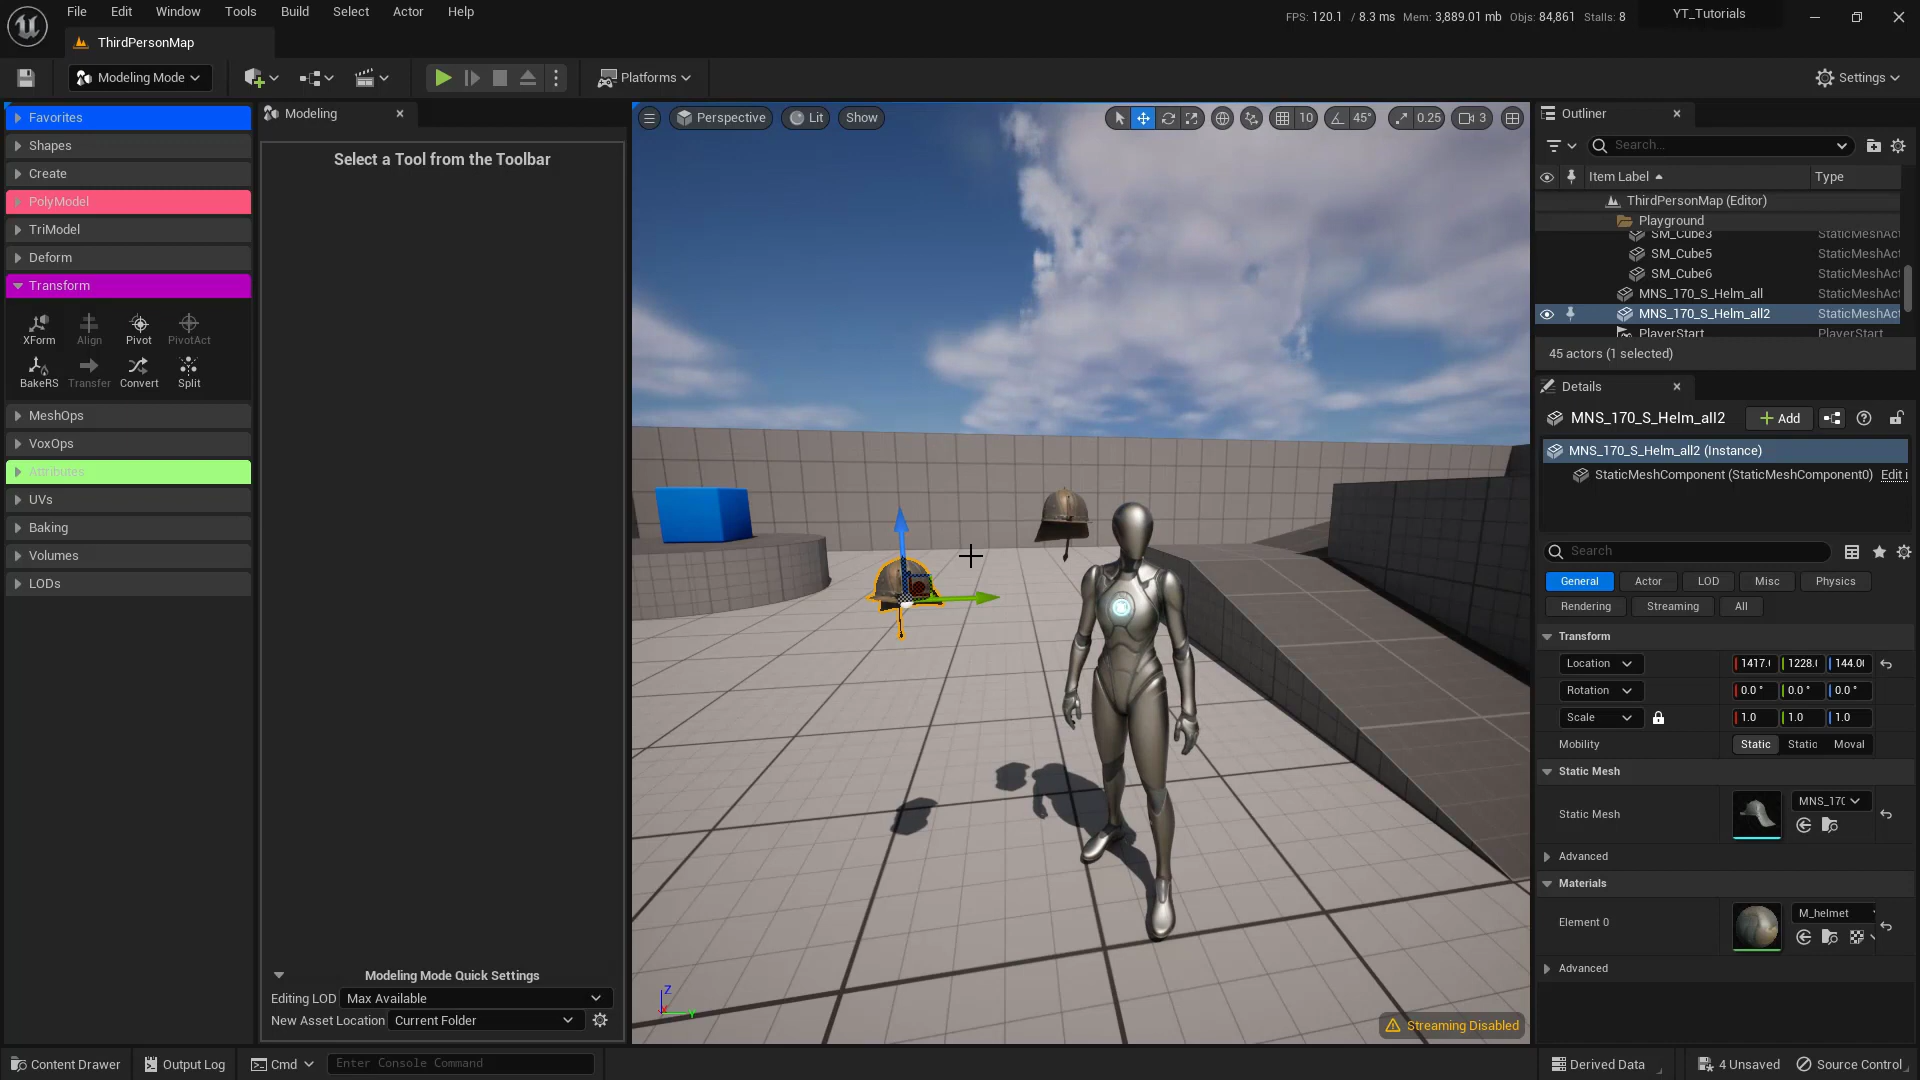 File Edit Window Tools Build Select Actor Help
FPS: 120.1 / 8.3 ms Mem: 3,889.01 mb Objs: 84,861 Stalls: 8
YT_Tutorials
ThirdPersonMap
Modeling Mode
Platforms
Settings
Favorites
Shapes
Create
PolyModel
TriModel
Deform
Transform
XForm Align Pivot PivotAct
BakeRS Transfer Convert Split
MeshOps
VoxOps
Attributes
UVs
Baking
Volumes
LODs
Modeling
Select a Tool from the Toolbar
Modeling Mode Quick Settings
Editing LOD Max Available
New Asset Location Current Folder
Perspective Lit Show
10 45° 0.25 3
Z
X
Y
Streaming Disabled
Outliner
Search...
Item Label Type
ThirdPersonMap (Editor)
Playground
SM_Cube3 StaticMeshAct
SM_Cube5 StaticMeshAct
SM_Cube6 StaticMeshAct
MNS_170_S_Helm_all StaticMeshAct
MNS_170_S_Helm_all2 StaticMeshAct
PlayerStart PlayerStart
45 actors (1 selected)
Details
MNS_170_S_Helm_all2 Add
MNS_170_S_Helm_all2 (Instance)
StaticMeshComponent (StaticMeshComponent0) Edit i
Search
General Actor LOD Misc Physics
Rendering Streaming All
Transform
Location 1417. 1228. 144.0
Rotation 0.0 ° 0.0 ° 0.0 °
Scale 1.0 1.0 1.0
Mobility Static Static Moval
Static Mesh
Static Mesh MNS_170
Advanced
Materials
Element 0 M_helmet
Advanced
Content Drawer Output Log Cmd Enter Console Command
Derived Data 4 Unsaved Source Control